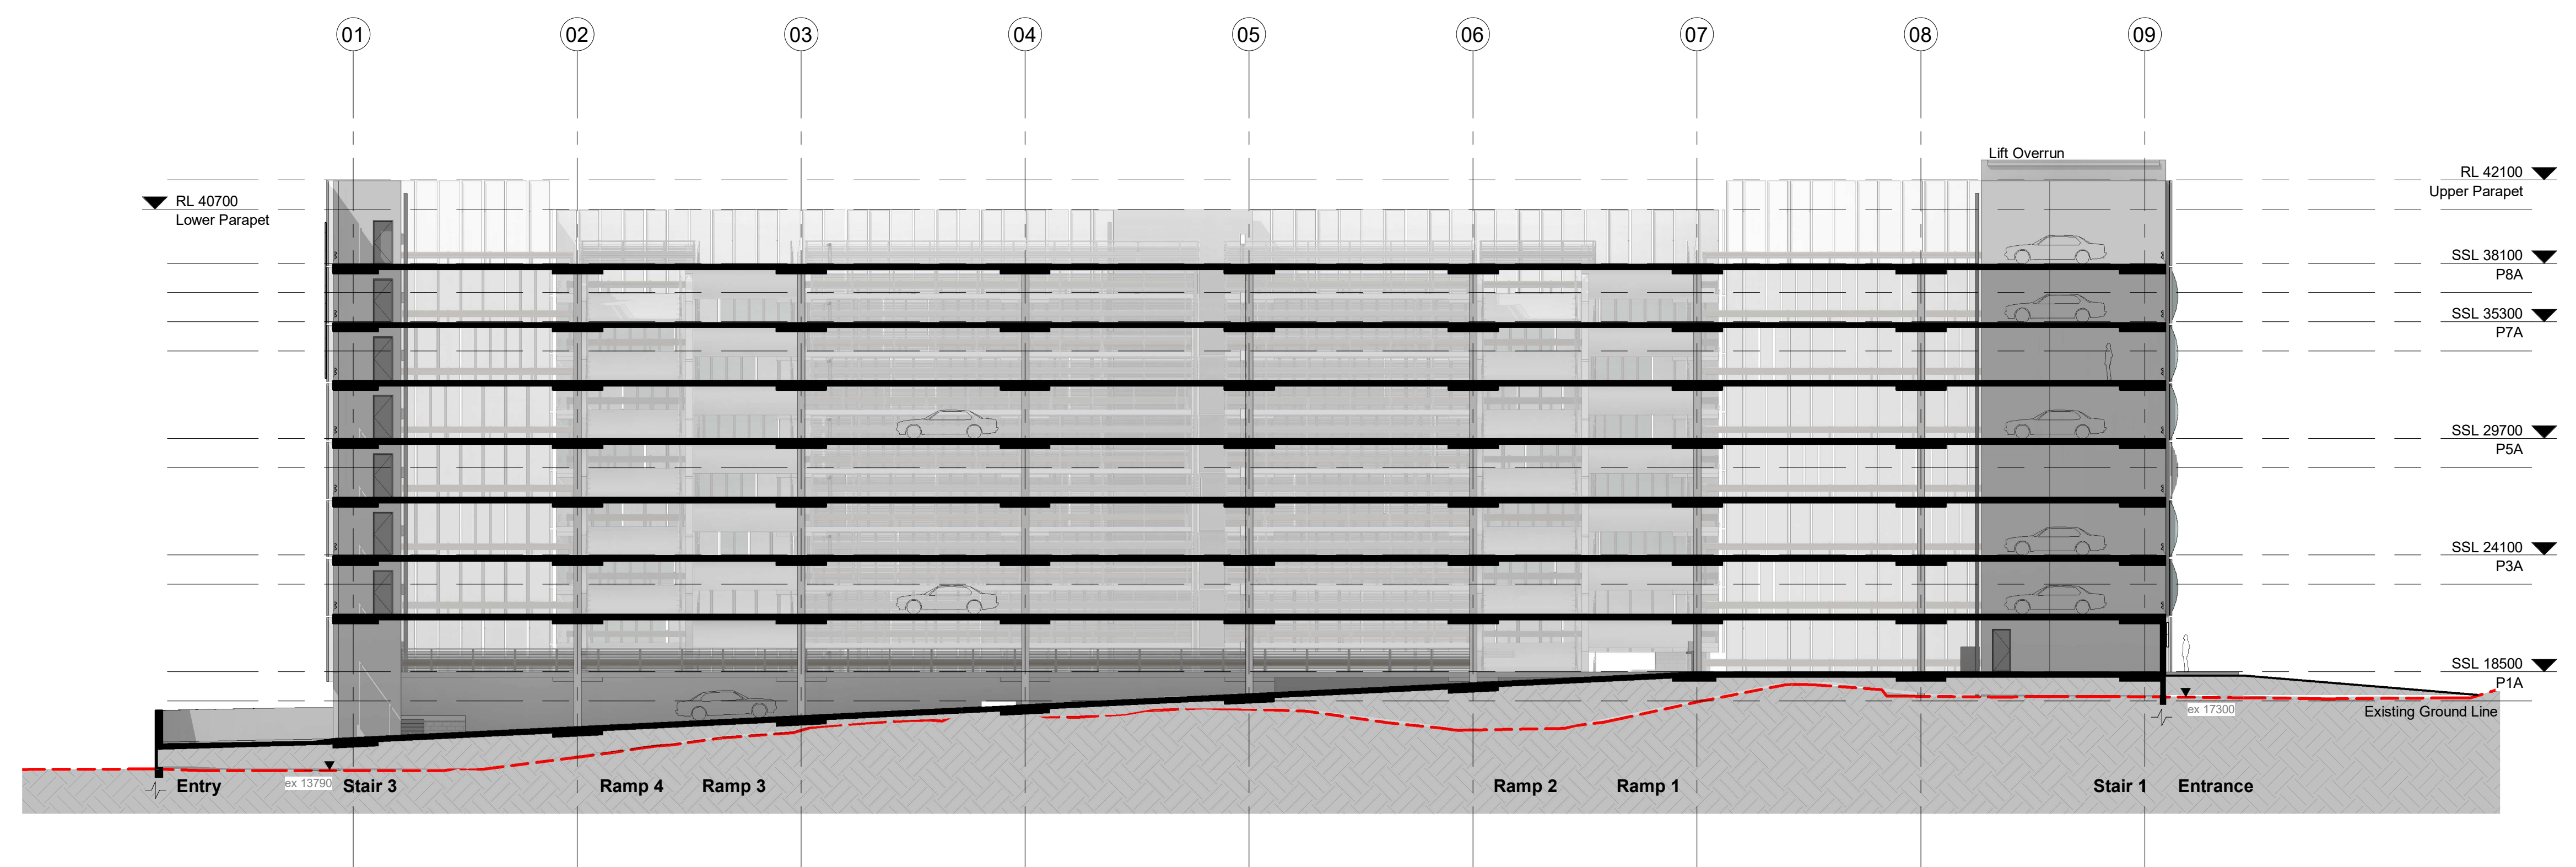 01 02 03 04 05 06 07 08 09
Lift Overrun
RL 42100
Upper Parapet
RL 40700
Lower Parapet
SSL 38100
P8A
SSL 35300
P7A
SSL 29700
P5A
SSL 24100
P3A
SSL 18500
P1A
ex 17300
Existing Ground Line
ex 13790
Entry Stair 3 Ramp 4 Ramp 3 Ramp 2 Ramp 1 Stair 1 Entrance